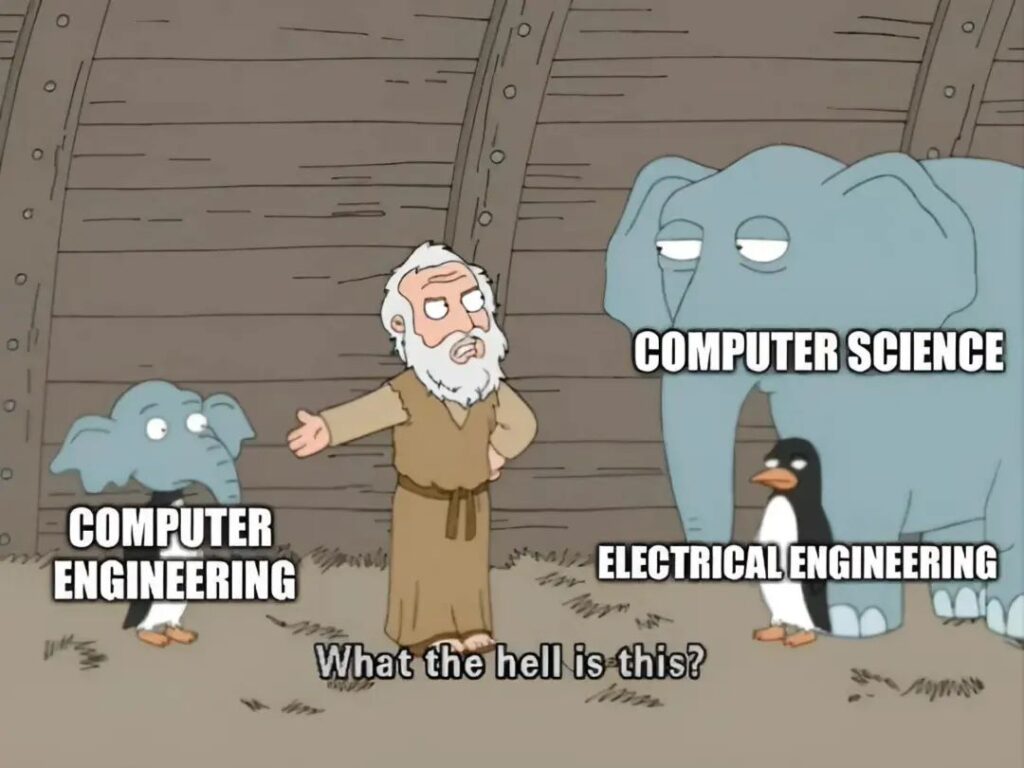 COMPUTER SCIENCE
COMPUTER
ENGINEERING
ELECTRICAL ENGINEERING
What the hell is this?